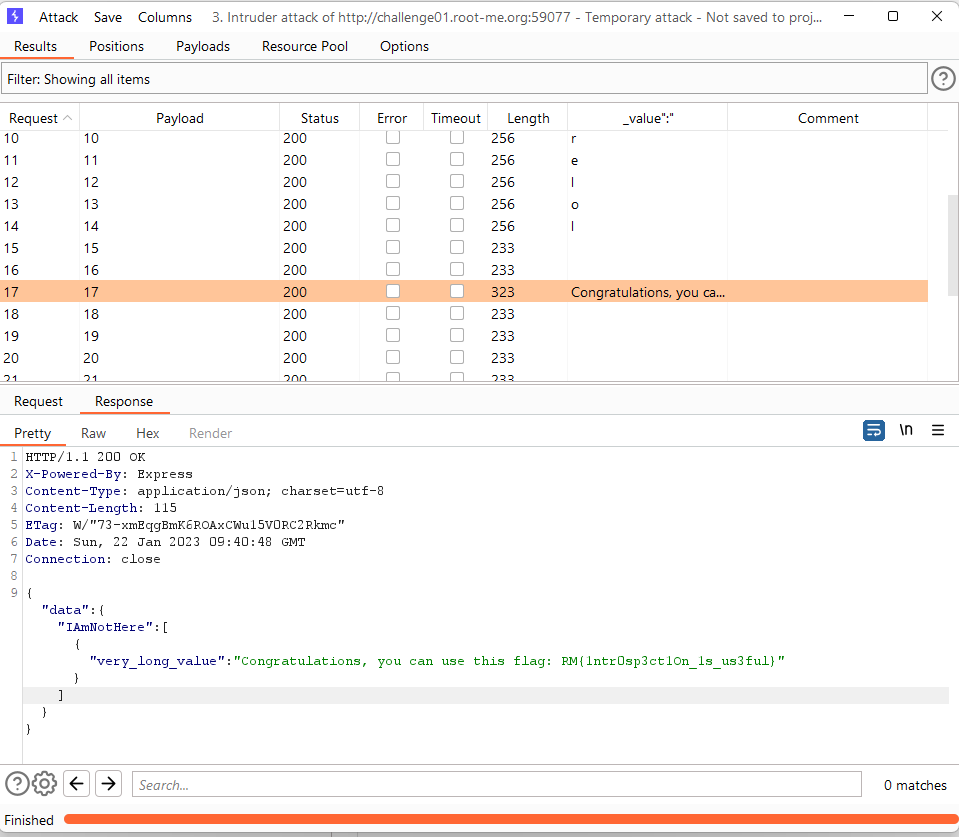 Attack Save Columns 3. Intruder attack of http://challenge01.root-me.org:59077 - Temporary attack - Not saved to proj...
Results Positions Payloads Resource Pool Options
Filter: Showing all items
Request Payload Status Error Timeout Length _value":" Comment
10 10 200 256 r
11 11 200 256 e
12 12 200 256 l
13 13 200 256 o
14 14 200 256 l
15 15 200 233
16 16 200 233
17 17 200 323 Congratulations, you ca...
18 18 200 233
19 19 200 233
20 20 200 233
21 21 200 233
Request Response
Pretty Raw Hex Render \n
1 HTTP/1.1 200 OK
2 X-Powered-By: Express
3 Content-Type: application/json; charset=utf-8
4 Content-Length: 115
5 ETag: W/"73-xmEqgBmK6ROAxCWu15V0RC2Rkmc"
6 Date: Sun, 22 Jan 2023 09:40:48 GMT
7 Connection: close
8
9 {
"data":{
"IAmNotHere":[
{
"very_long_value":"Congratulations, you can use this flag: RM{1ntr0sp3ct1On_1s_us3ful}"
}
]
}
}
Search... 0 matches
Finished